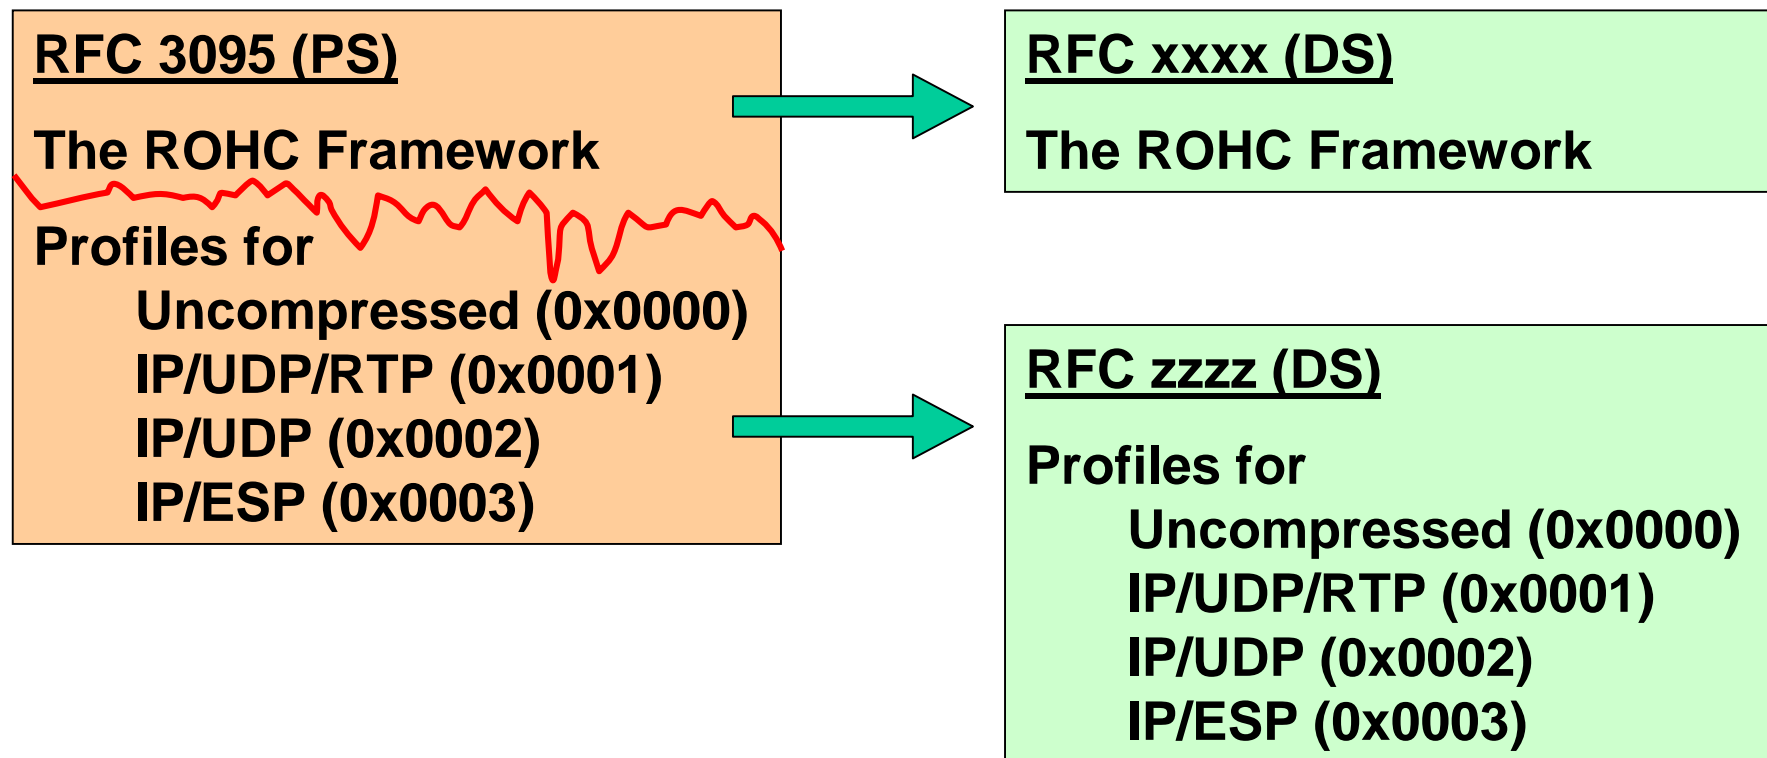 RFC 3095 (PS)
The ROHC Framework
Profiles for
Uncompressed (0x0000)
IP/UDP/RTP (0x0001)
IP/UDP (0x0002)
IP/ESP (0x0003)
RFC xxxx (DS)
The ROHC Framework
RFC zzzz (DS)
Profiles for
Uncompressed (0x0000)
IP/UDP/RTP (0x0001)
IP/UDP (0x0002)
IP/ESP (0x0003)